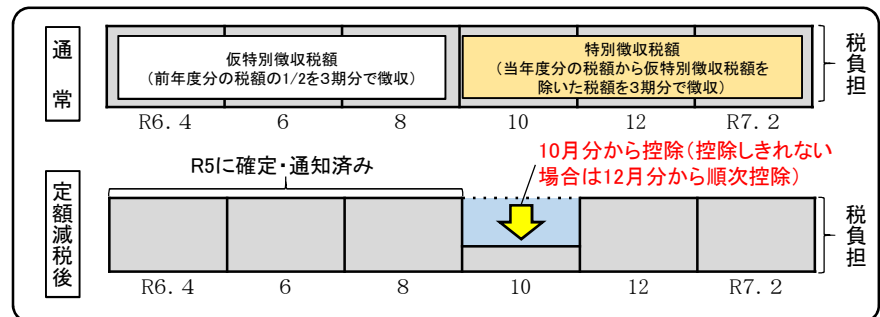 通常
仮特別徴収税額
(前年度分の税額の1/2を3期分で徴収)
特別徴収税額
(当年度分の税額から仮特別徴収税額を
除いた税額を3期分で徴収)
税負担
R6.4 6 8 10 12 R7.2
R5に確定・通知済み
10月分から控除(控除しきれない
場合は12月分から順次控除)
定額減税後
税負担
R6.4 6 8 10 12 R7.2